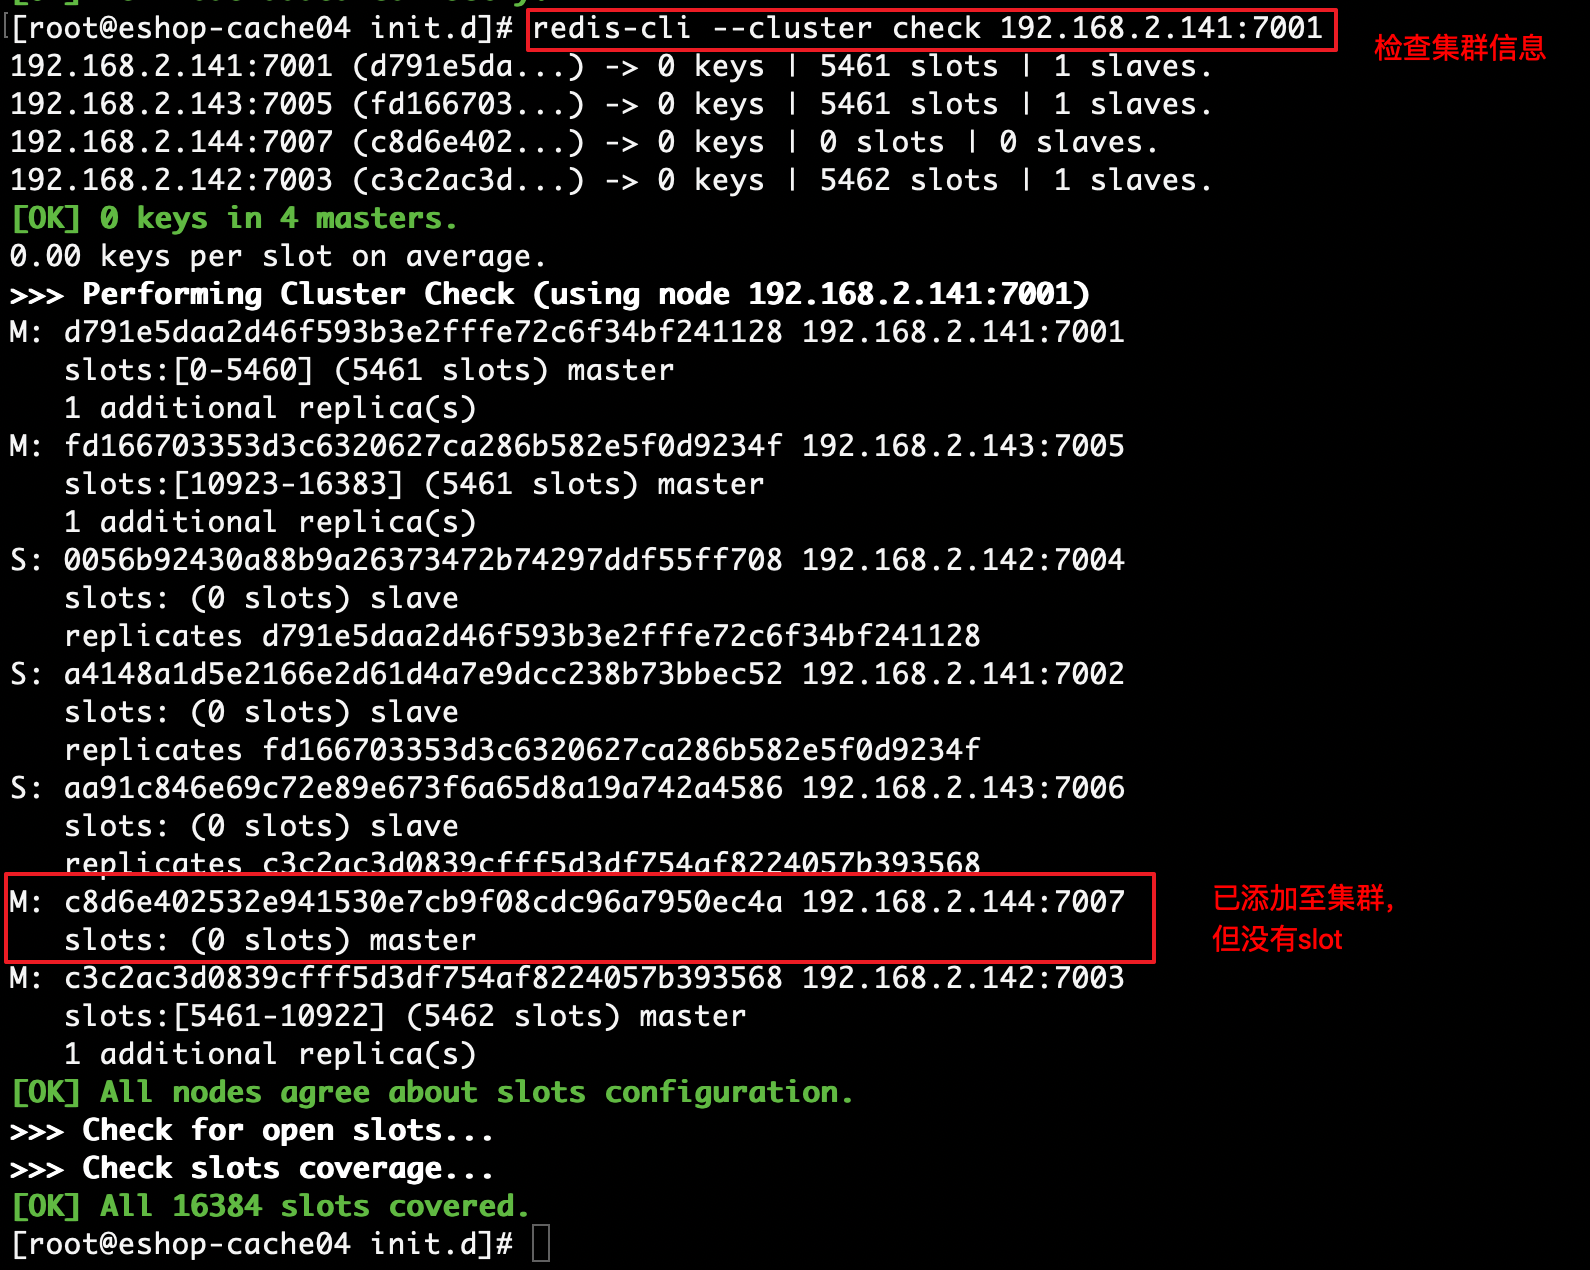 [root@eshop-cache04 init.d]# redis-cli --cluster check 192.168.2.141:7001
检查集群信息
192.168.2.141:7001 (d791e5da...) -> 0 keys | 5461 slots | 1 slaves.
192.168.2.143:7005 (fd166703...) -> 0 keys | 5461 slots | 1 slaves.
192.168.2.144:7007 (c8d6e402...) -> 0 keys | 0 slots | 0 slaves.
192.168.2.142:7003 (c3c2ac3d...) -> 0 keys | 5462 slots | 1 slaves.
[OK] 0 keys in 4 masters.
0.00 keys per slot on average.
>>> Performing Cluster Check (using node 192.168.2.141:7001)
M: d791e5daa2d46f593b3e2fffe72c6f34bf241128 192.168.2.141:7001
slots:[0-5460] (5461 slots) master
1 additional replica(s)
M: fd166703353d3c6320627ca286b582e5f0d9234f 192.168.2.143:7005
slots:[10923-16383] (5461 slots) master
1 additional replica(s)
S: 0056b92430a88b9a26373472b74297ddf55ff708 192.168.2.142:7004
slots: (0 slots) slave
replicates d791e5daa2d46f593b3e2fffe72c6f34bf241128
S: a4148a1d5e2166e2d61d4a7e9dcc238b73bbec52 192.168.2.141:7002
slots: (0 slots) slave
replicates fd166703353d3c6320627ca286b582e5f0d9234f
S: aa91c846e69c72e89e673f6a65d8a19a742a4586 192.168.2.143:7006
slots: (0 slots) slave
replicates c3c2ac3d0839cfff5d3df754af8224057b393568
M: c8d6e402532e941530e7cb9f08cdc96a7950ec4a 192.168.2.144:7007
slots: (0 slots) master
已添加至集群,
但没有slot
M: c3c2ac3d0839cfff5d3df754af8224057b393568 192.168.2.142:7003
slots:[5461-10922] (5462 slots) master
1 additional replica(s)
[OK] All nodes agree about slots configuration.
>>> Check for open slots...
>>> Check slots coverage...
[OK] All 16384 slots covered.
[root@eshop-cache04 init.d]#